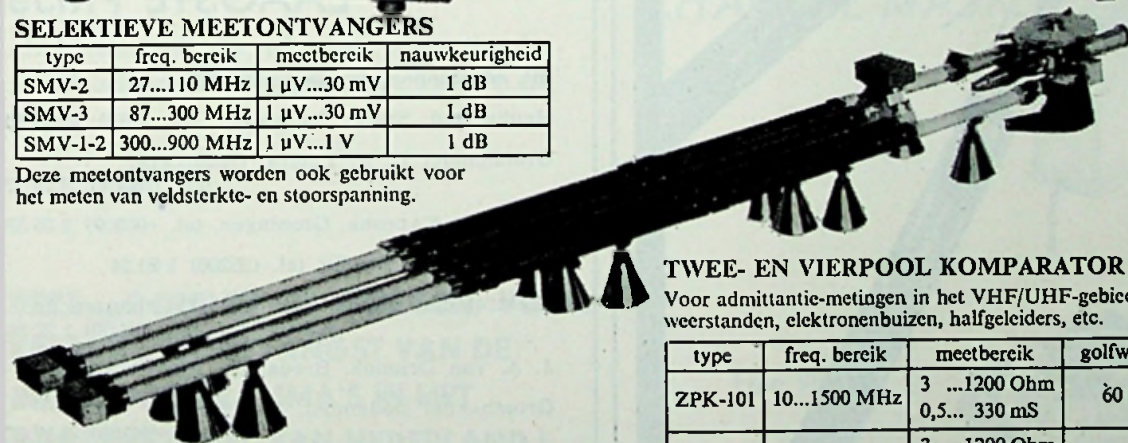 SELEKTIEVE MEETONTVANGERS
type freq. bereik meetbereik nauwkeurigheid
SMV-2 27...110 MHz 1 µV...30 mV 1 dB
SMV-3 87...300 MHz 1 µV...30 mV 1 dB
SMV-1-2 300...900 MHz 1 µV...1 V 1 dB
Deze meetontvangers worden ook gebruikt voor
het meten van veldsterkte- en stoorspanning.
TWEE- EN VIERPOOL KOMPARATOR
Voor admittantie-metingen in het VHF/UHF-gebied
weerstanden, elektronenbuizen, halfgeleiders, etc.
type freq. bereik meetbereik
ZPK-101 10...1500 MHz 3 ...1200 Ohm 60
0,5... 330 mS